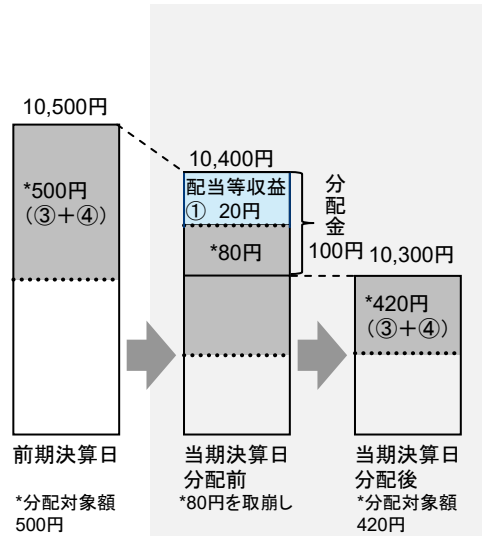 10,500円
*500円
（③＋④）
前期決算日
*分配対象額
500円
10,400円
配当等収益
① 20円
*80円
分配金
100円
当期決算日
分配前
*80円を取崩し
10,300円
*420円
（③＋④）
当期決算日
分配後
*分配対象額
420円